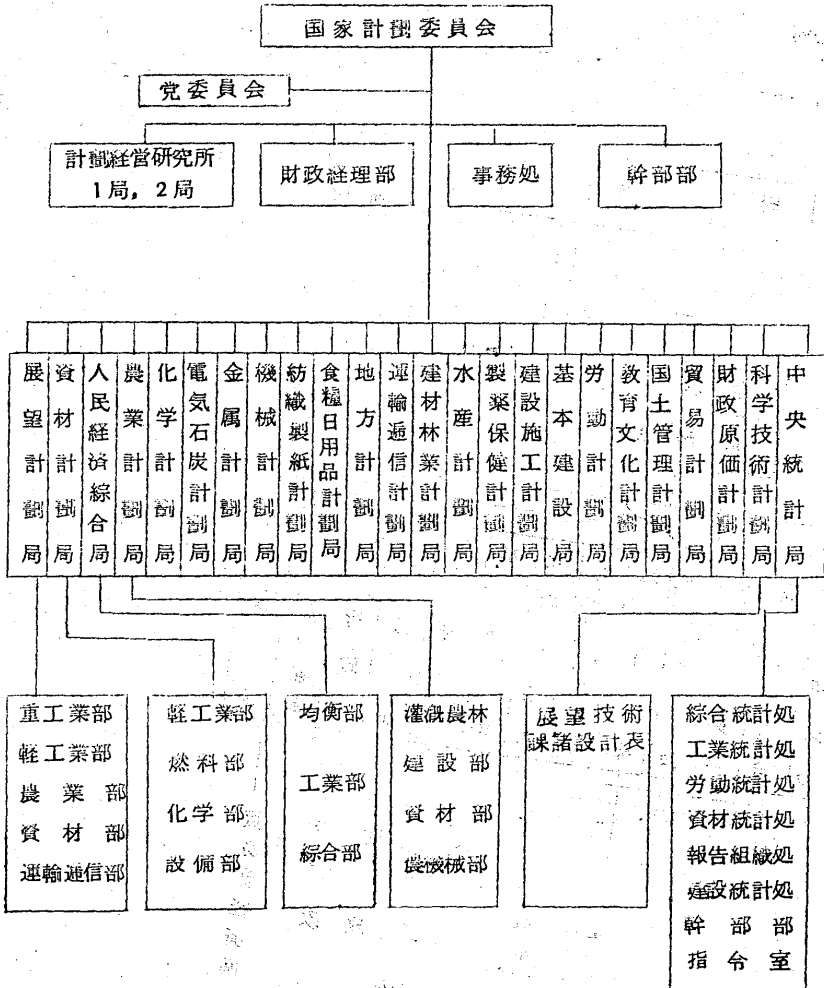 国家計劃委員会
党委員会
計劃経営研究所
1局，2局
財政経理部
事務処
幹部部
展望計劃局
資材計劃局
人民経済綜合局
農業計劃局
化学計劃局
電気石炭計劃局
金属計劃局
機械計劃局
紡織製紙計劃局
食糧日用品計劃局
地方計劃局
運輸逓信計劃局
建材林業計劃局
水産計劃局
製薬保健計劃局
建設施工計劃局
基本建設局
労動計劃局
教育文化計劃局
国土管理計劃局
貿易計劃局
財政原価計劃局
科学技術計劃局
中央統計局
重工業部
軽工業部
農業部
資材部
運輸逓信部
軽工業部
燃料部
化学部
設備部
均衡部
工業部
綜合部
灌漑農林
建設部
資材部
農機械部
展望技術
課諸設計表
綜合統計処
工業統計処
労動統計処
資材統計処
報告組織処
建設統計処
幹部部
指令室